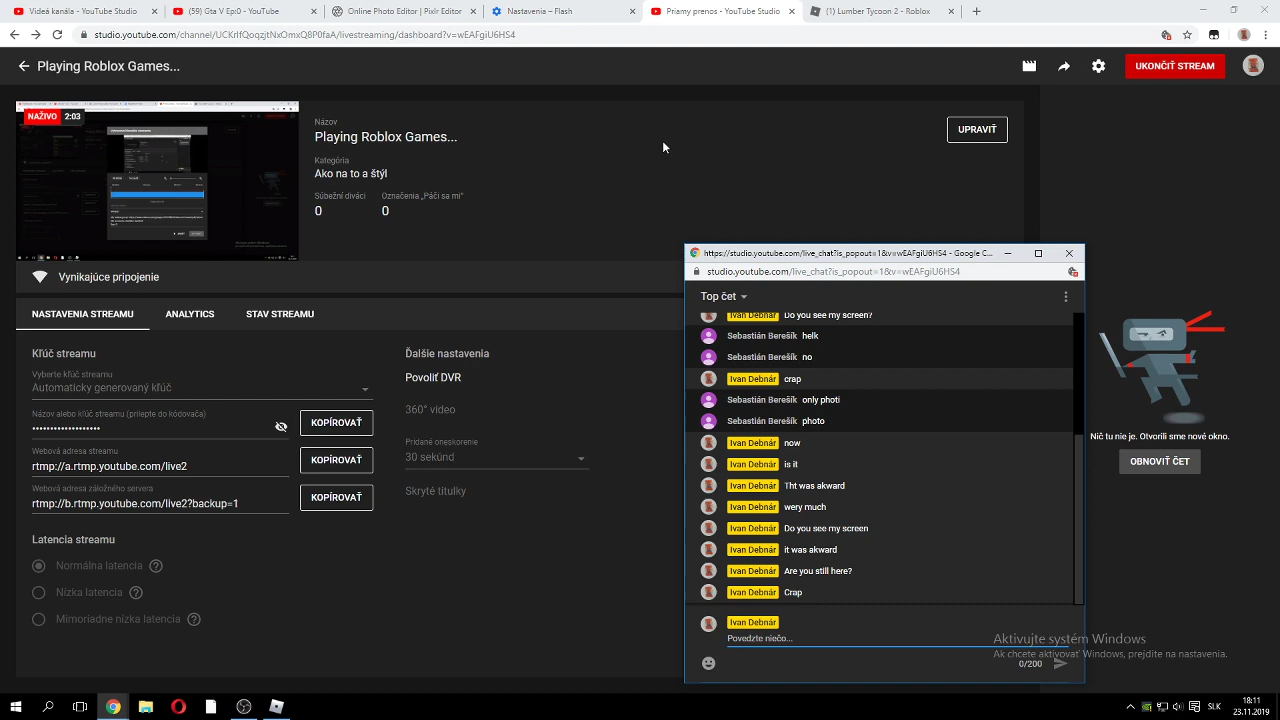 Videá kanála - YouTube Studio
(59) Gta V Ep:0 - YouTube
Online Photo Editor | Pixlr Editor
Nastavenia – Flash
Priamy prenos - YouTube Studio
(1) Lumber Tycoon 2 - Roblox
studio.youtube.com/channel/UCKrIfQoqzjtNxOmxQ8P0faA/livestreaming/dashboard?v=wEAFgiU6HS4
Playing Roblox Games...
UKONČIŤ STREAM
NAŽIVO 2:03
Názov
Playing Roblox Games...
UPRAVIŤ
Kategória
Ako na to a štýl
Súbežní diváci
Označenia „Páči sa mi“
0
0
Vynikajúce pripojenie
NASTAVENIA STREAMU
ANALYTICS
STAV STREAMU
Kľúč streamu
Vyberte kľúč streamu
Automaticky generovaný kľúč
Názov alebo kľúč streamu (prilepte do kódovača)
•••••••••••••••••••
KOPÍROVAŤ
Webová adresa streamu
rtmp://a.rtmp.youtube.com/live2
KOPÍROVAŤ
Webová adresa záložného servera
rtmp://b.rtmp.youtube.com/live2?backup=1
KOPÍROVAŤ
Latencia streamu
Normálna latencia
Nízka latencia
Mimoriadne nízka latencia
Ďalšie nastavenia
Povoliť DVR
360° video
Pridané oneskorenie
30 sekúnd
Skryté titulky
https://studio.youtube.com/live_chat?is_popout=1&v=wEAFgiU6HS4 - Google C...
studio.youtube.com/live_chat?is_popout=1&v=wEAFgiU6HS4
Top čet
Ivan Debnár Do you see my screen?
Sebastián Berešík helk
Sebastián Berešík no
Ivan Debnár crap
Sebastián Berešík only photi
Sebastián Berešík photo
Ivan Debnár now
Ivan Debnár is it
Ivan Debnár Tht was akward
Ivan Debnár wery much
Ivan Debnár Do you see my screen
Ivan Debnár it was akward
Ivan Debnár Are you still here?
Ivan Debnár Crap
Ivan Debnár
Povedzte niečo...
0/200
Nič tu nie je. Otvorili sme nové okno.
OBNOVIŤ ČET
Aktivujte systém Windows
Ak chcete aktivovať Windows, prejdite na nastavenia.
SLK
18:11
23.11.2019